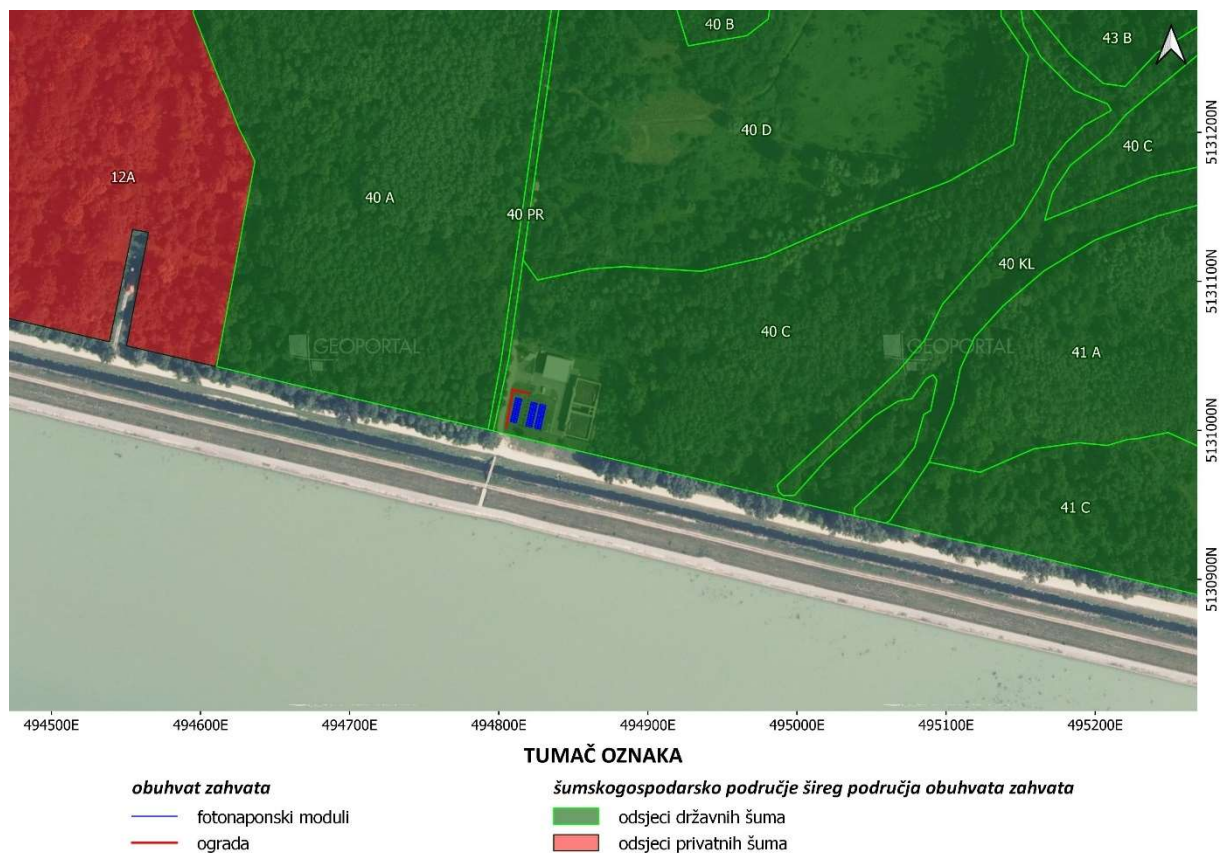 40 B
43 B
40 D
5131200N
40 C
12A
40 A
40 PR
40 KL
5131100N
40 C
GEOPORTAL
GEOPORTAL
41 A
5131000N
41 C
5130900N
494500E 494600E 494700E 494800E 494900E 495000E 495100E 495200E
TUMAČ OZNAKA
obuhvat zahvata
fotonaponski moduli
ograda
šumskogospodarsko područje šireg područja obuhvata zahvata
odsjeci državnih šuma
odsjeci privatnih šuma